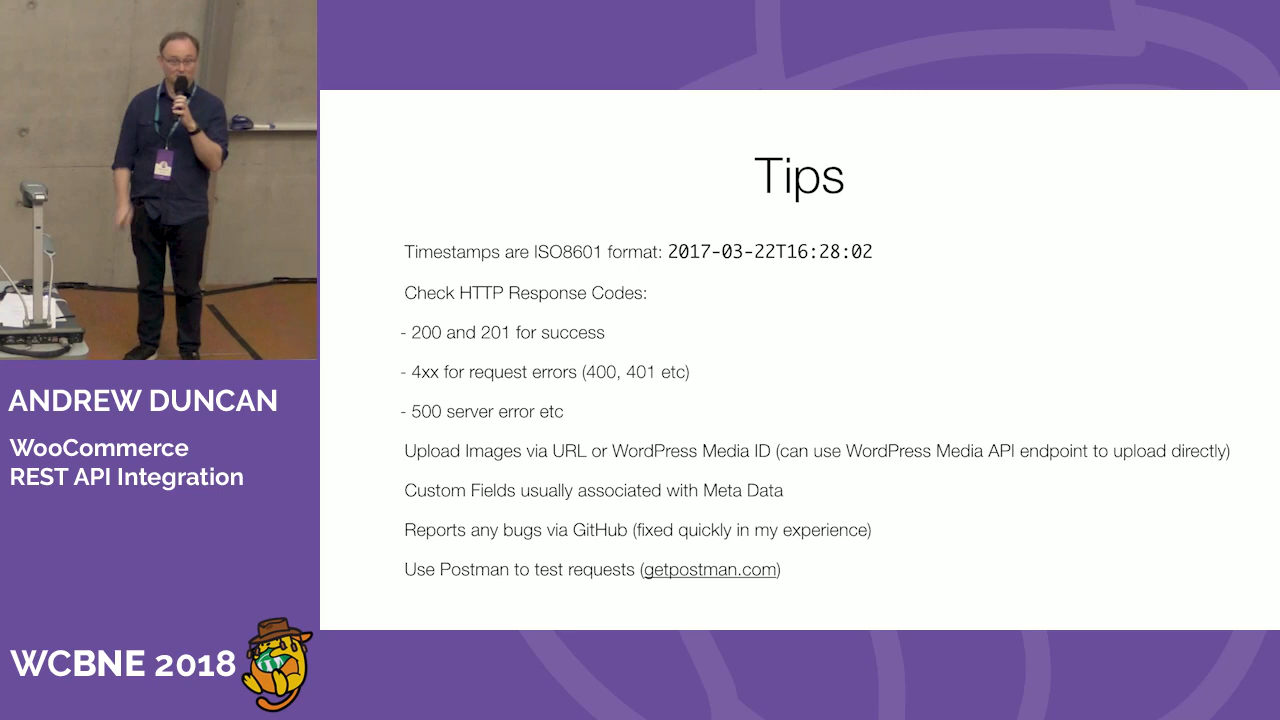 Tips
Timestamps are ISO8601 format: 2017-03-22T16:28:02
Check HTTP Response Codes:
- 200 and 201 for success
- 4xx for request errors (400, 401 etc)
- 500 server error etc
Upload Images via URL or WordPress Media ID (can use WordPress Media API endpoint to upload directly)
Custom Fields usually associated with Meta Data
Reports any bugs via GitHub (fixed quickly in my experience)
Use Postman to test requests (getpostman.com)
ANDREW DUNCAN
WooCommerce
REST API Integration
WCBNE 2018